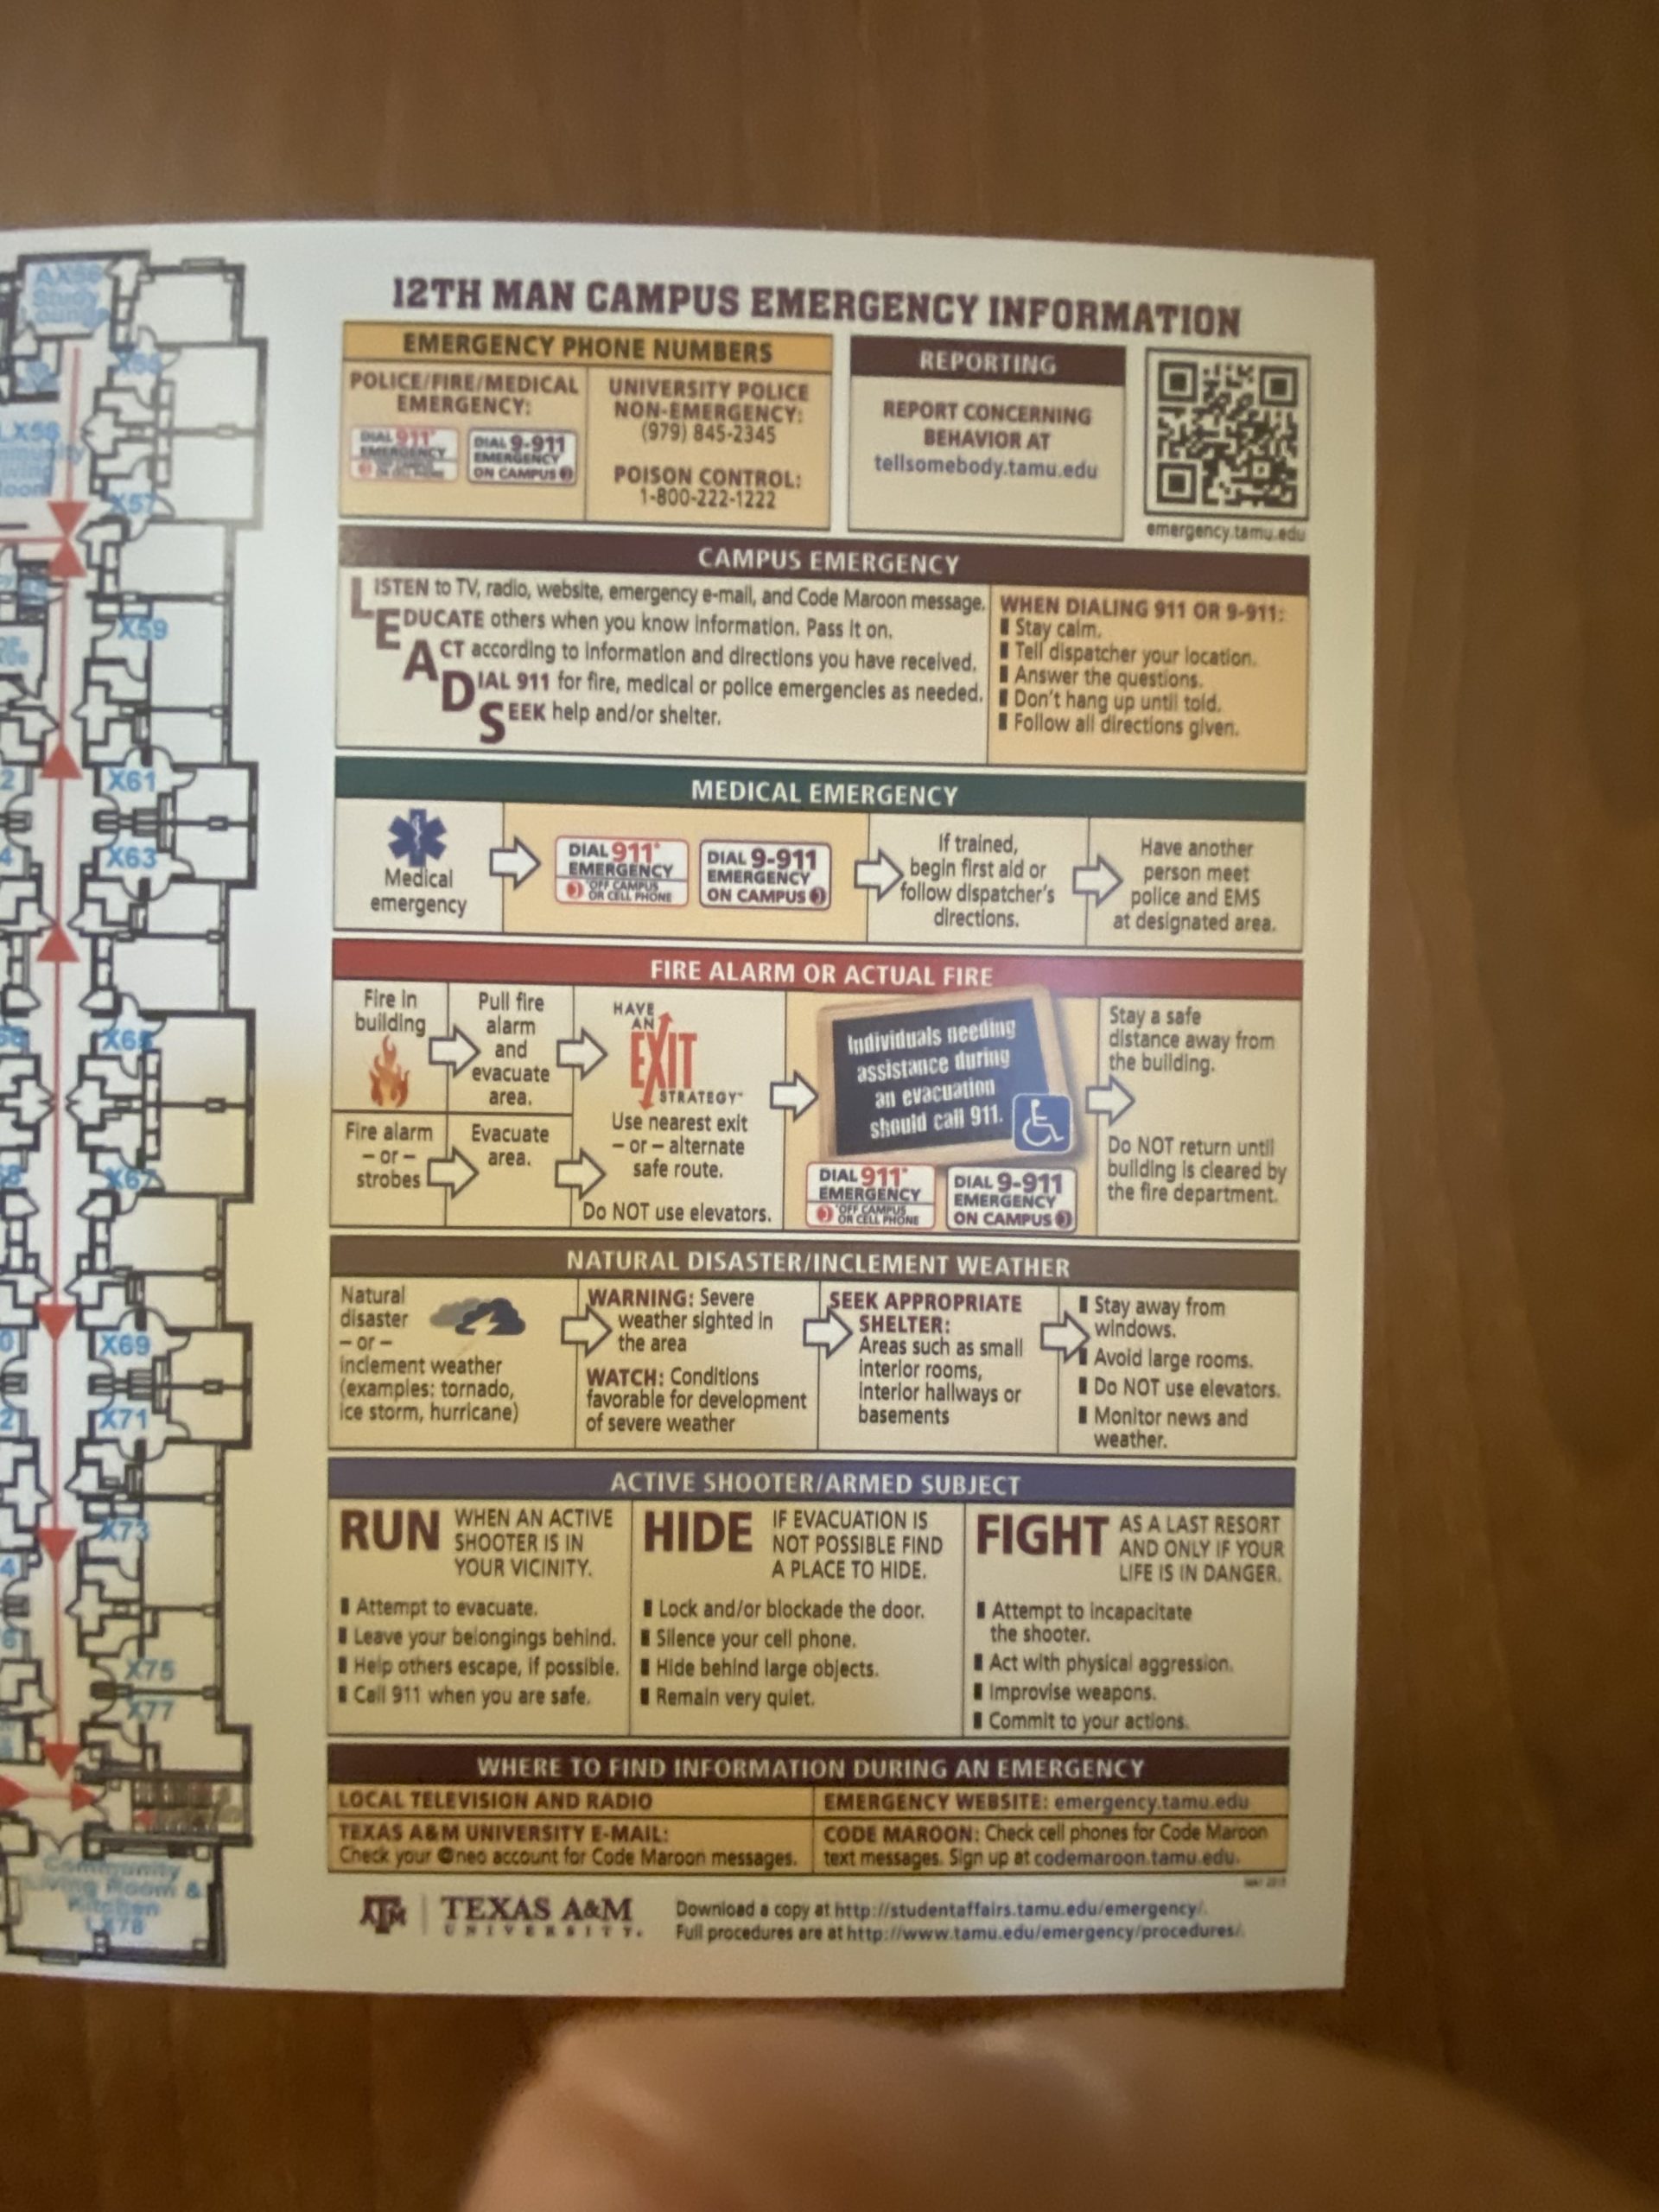 AX56
Study
Lounge
X57
X59
X61
X63
X65
X67
X69
X71
X73
X75
X77
Community
Living Room &
Kitchen
LX78
12TH MAN CAMPUS EMERGENCY INFORMATION
EMERGENCY PHONE NUMBERS
POLICE/FIRE/MEDICAL
EMERGENCY:
DIAL 911*
EMERGENCY
DIAL 9-911
EMERGENCY
ON CAMPUS
UNIVERSITY POLICE
NON-EMERGENCY:
(979) 845-2345
POISON CONTROL:
1-800-222-1222
REPORTING
REPORT CONCERNING
BEHAVIOR AT
tellsomebody.tamu.edu
emergency.tamu.edu
CAMPUS EMERGENCY
LISTEN to TV, radio, website, emergency e-mail, and Code Maroon message.
EDUCATE others when you know information. Pass it on.
ACT according to information and directions you have received.
DIAL 911 for fire, medical or police emergencies as needed.
SEEK help and/or shelter.
WHEN DIALING 911 OR 9-911:
Stay calm.
Tell dispatcher your location.
Answer the questions.
Don't hang up until told.
Follow all directions given.
MEDICAL EMERGENCY
Medical
emergency
DIAL 911*
EMERGENCY
*OFF CAMPUS
OR CELL PHONE
DIAL 9-911
EMERGENCY
ON CAMPUS
If trained,
begin first aid or
follow dispatcher's
directions.
Have another
person meet
police and EMS
at designated area.
FIRE ALARM OR ACTUAL FIRE
Fire in
building
Pull fire
alarm
and
evacuate
area.
Fire alarm
– or –
strobes
Evacuate
area.
HAVE
AN
EXIT
STRATEGY™
Use nearest exit
– or – alternate
safe route.
Do NOT use elevators.
Individuals needing
assistance during
an evacuation
should call 911.
DIAL 911*
EMERGENCY
*OFF CAMPUS
OR CELL PHONE
DIAL 9-911
EMERGENCY
ON CAMPUS
Stay a safe
distance away from
the building.
Do NOT return until
building is cleared by
the fire department.
NATURAL DISASTER/INCLEMENT WEATHER
Natural
disaster
– or –
inclement weather
(examples: tornado,
ice storm, hurricane)
WARNING: Severe
weather sighted in
the area
WATCH: Conditions
favorable for development
of severe weather
SEEK APPROPRIATE
SHELTER:
Areas such as small
interior rooms,
interior hallways or
basements
Stay away from
windows.
Avoid large rooms.
Do NOT use elevators.
Monitor news and
weather.
ACTIVE SHOOTER/ARMED SUBJECT
RUN WHEN AN ACTIVE
SHOOTER IS IN
YOUR VICINITY.
Attempt to evacuate.
Leave your belongings behind.
Help others escape, if possible.
Call 911 when you are safe.
HIDE IF EVACUATION IS
NOT POSSIBLE FIND
A PLACE TO HIDE.
Lock and/or blockade the door.
Silence your cell phone.
Hide behind large objects.
Remain very quiet.
FIGHT AS A LAST RESORT
AND ONLY IF YOUR
LIFE IS IN DANGER.
Attempt to incapacitate
the shooter.
Act with physical aggression.
Improvise weapons.
Commit to your actions.
WHERE TO FIND INFORMATION DURING AN EMERGENCY
LOCAL TELEVISION AND RADIO
EMERGENCY WEBSITE: emergency.tamu.edu
TEXAS A&M UNIVERSITY E-MAIL:
Check your @neo account for Code Maroon messages.
CODE MAROON: Check cell phones for Code Maroon
text messages. Sign up at codemaroon.tamu.edu.
ATM
TEXAS A&M
UNIVERSITY.
Download a copy at http://studentaffairs.tamu.edu/emergency/.
Full procedures are at http://www.tamu.edu/emergency/procedures/.